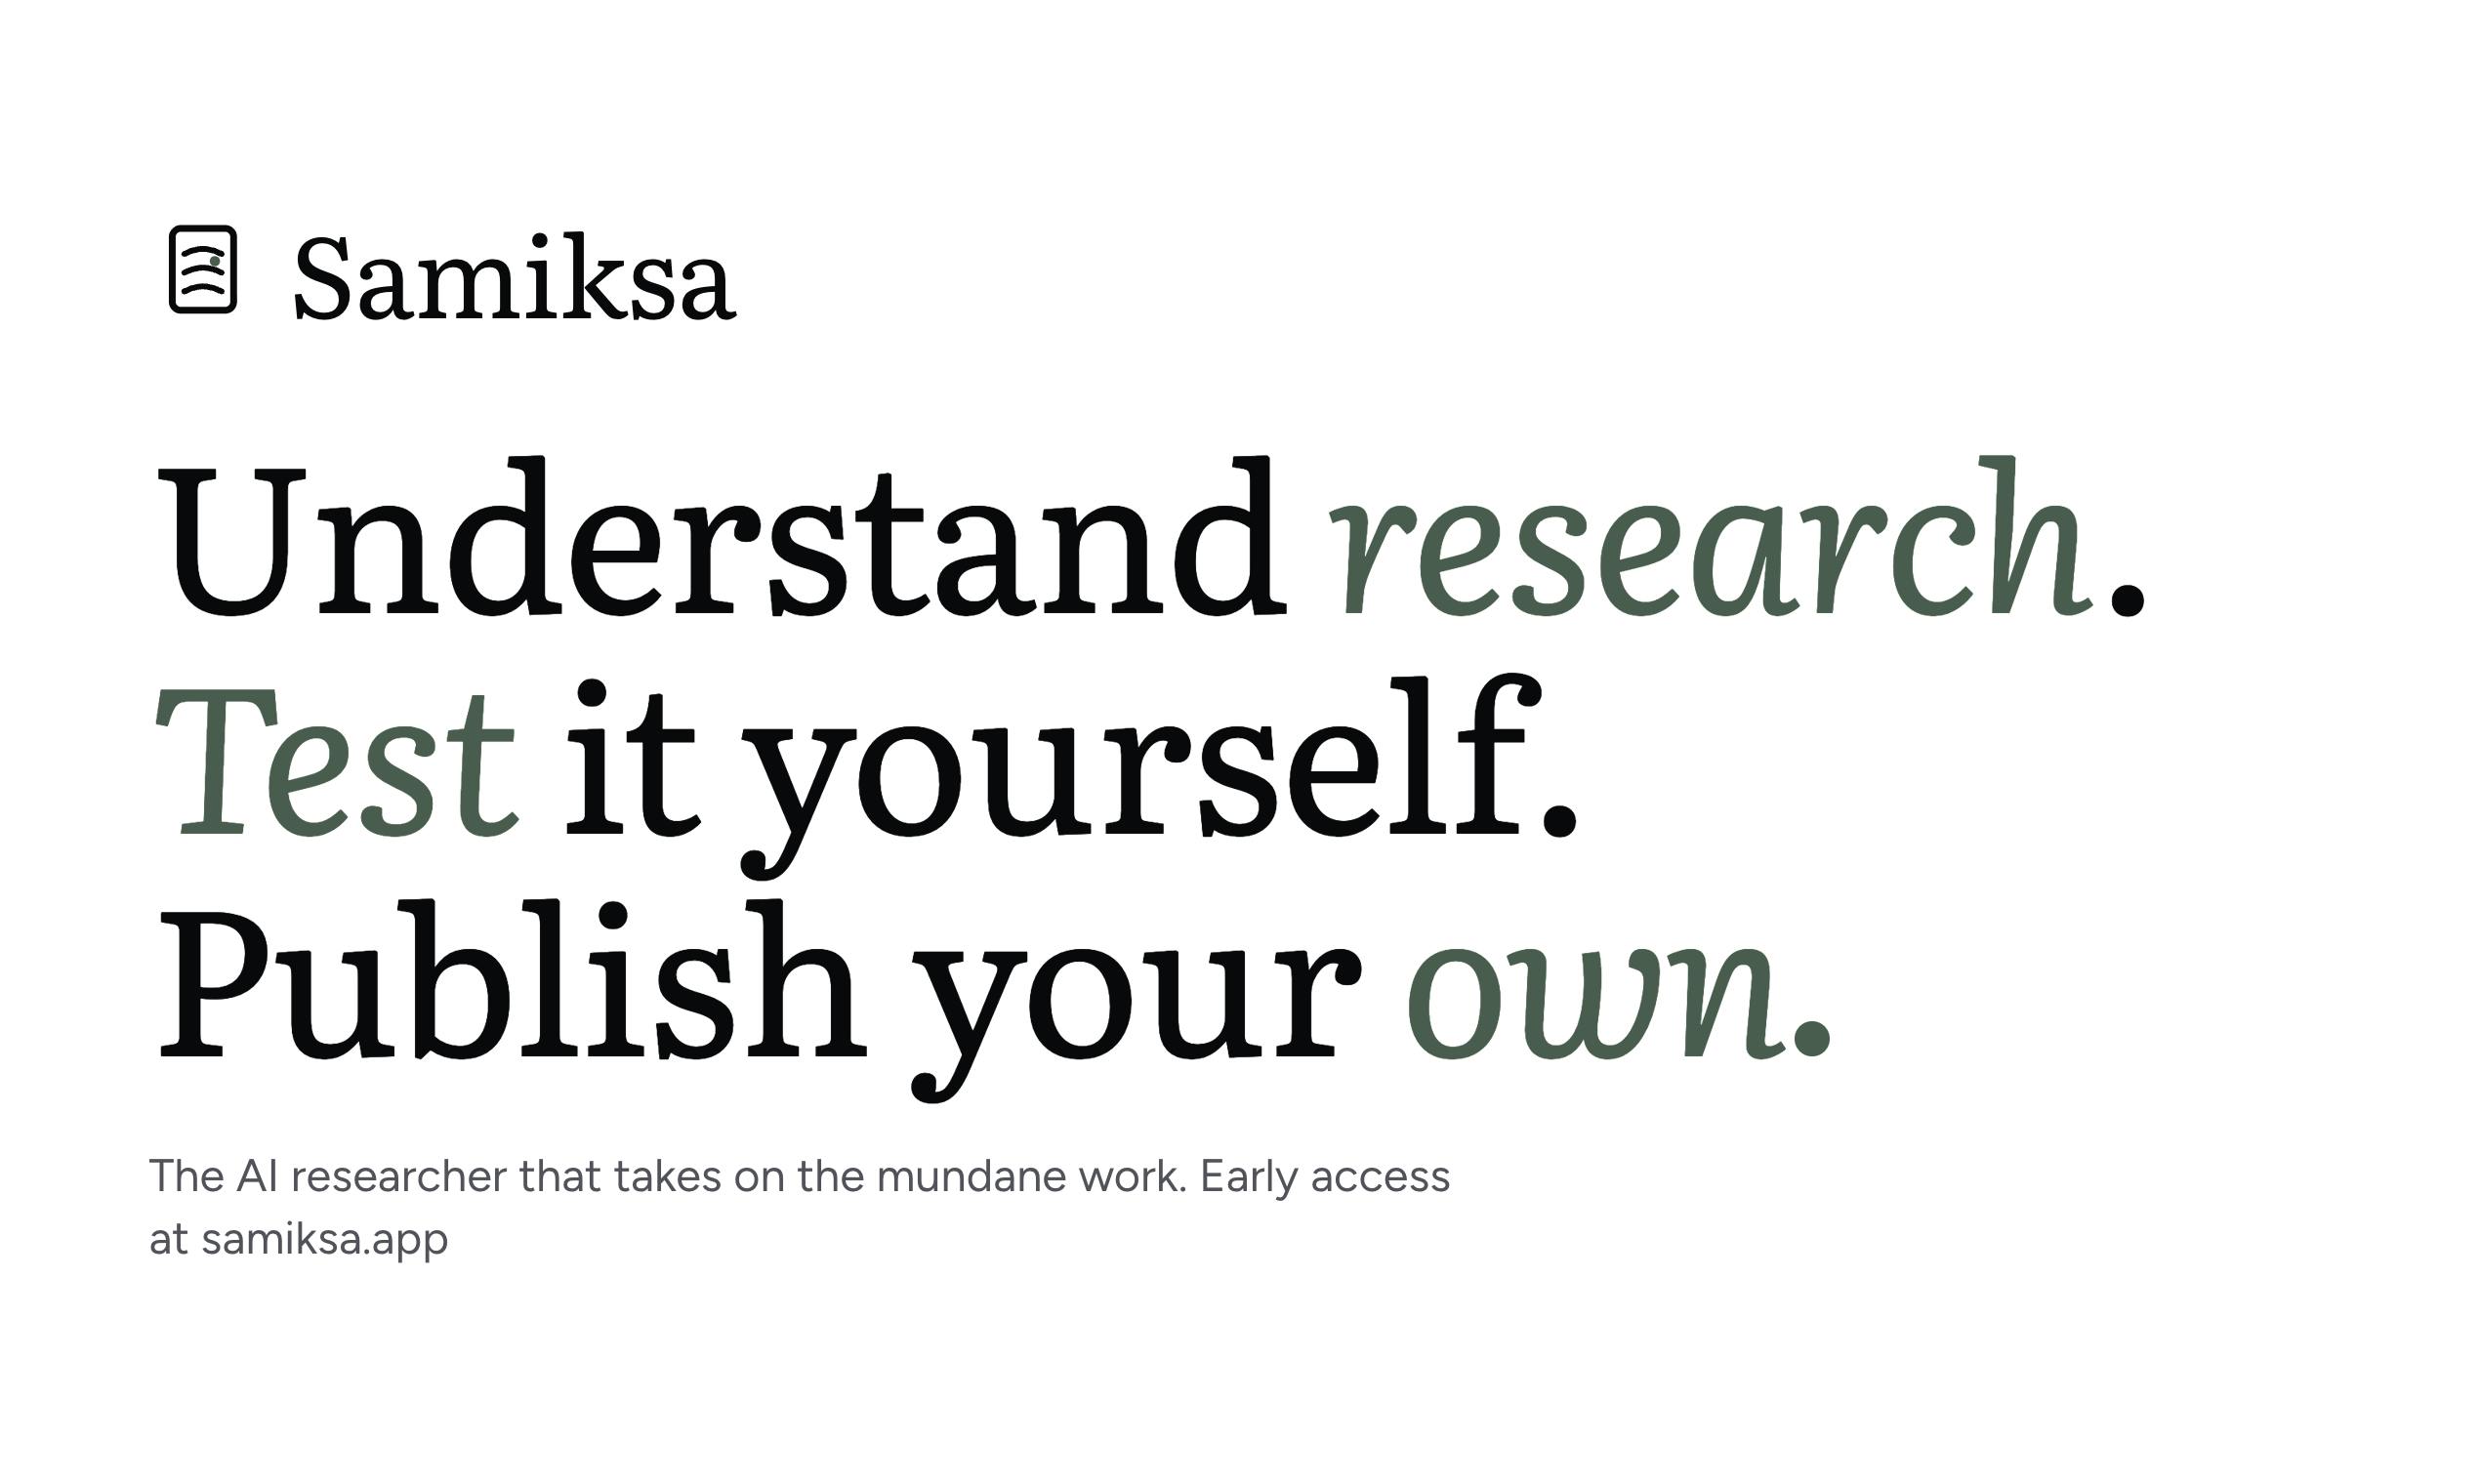 Samiksa
Understand research.
Test it yourself.
Publish your own.
The AI researcher that takes on the mundane work. Early access
at samiksa.app